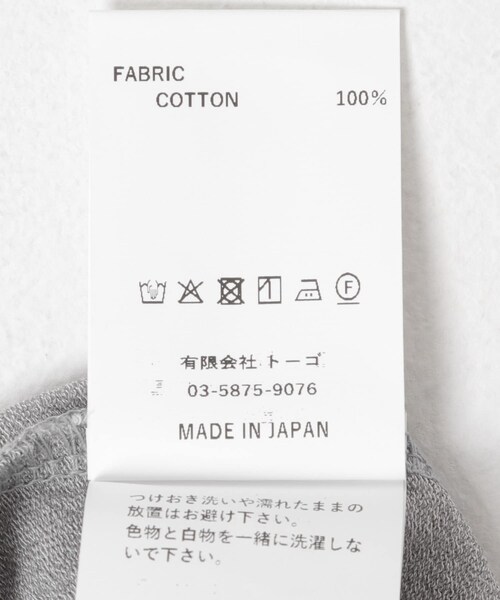 FABRIC
COTTON 100%
F
有限会社 トーゴ
03-5875-9076
MADE IN JAPAN
つけおき洗いや濡れたままの
放置はお避け下さい。
色物と白物を一緒に洗濯しな
いで下さい。